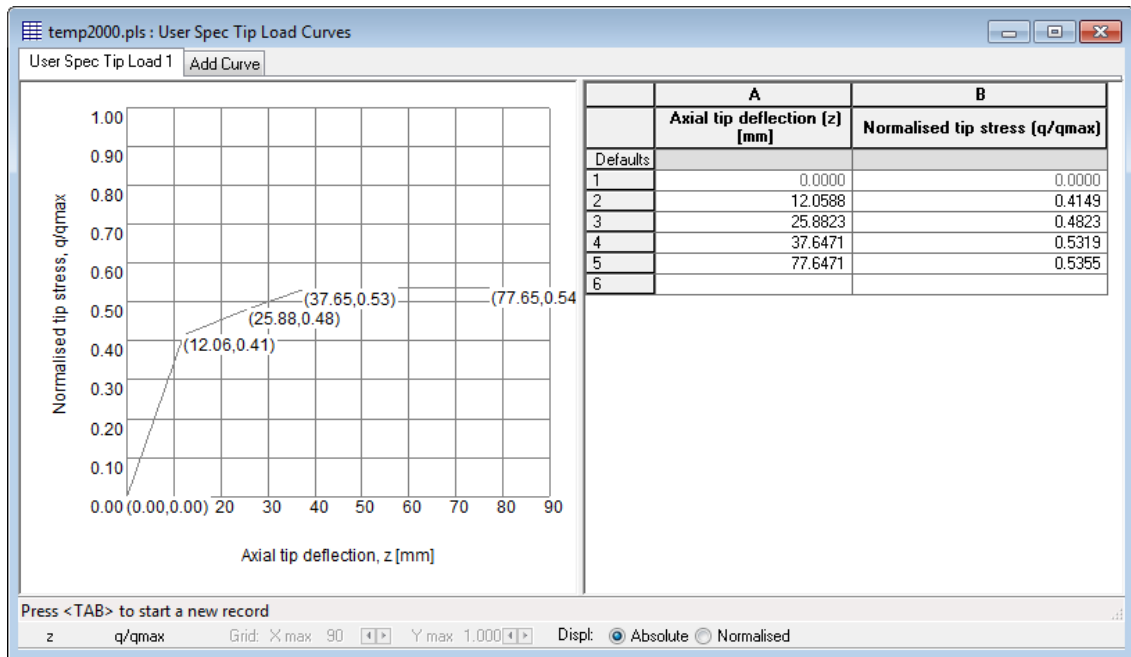 temp2000.pls : User Spec Tip Load Curves
User Spec Tip Load 1 Add Curve
1.00
0.90
0.80
0.70
0.60
0.50
0.40
0.30
0.20
0.10
0.00
Normalised tip stress, q/qmax
(37.65,0.53)
(77.65,0.54
(25.88,0.48)
(12.06,0.41)
(0.00,0.00) 20 30 40 50 60 70 80 90
Axial tip deflection, z [mm]
A B
Axial tip deflection (z) Normalised tip stress (q/qmax)
[mm]
Defaults
1 0.0000 0.0000
2 12.0588 0.4149
3 25.8823 0.4823
4 37.6471 0.5319
5 77.6471 0.5355
6
Press <TAB> to start a new record
z q/qmax Grid: X max 90 Y max 1.000 Displ: Absolute Normalised